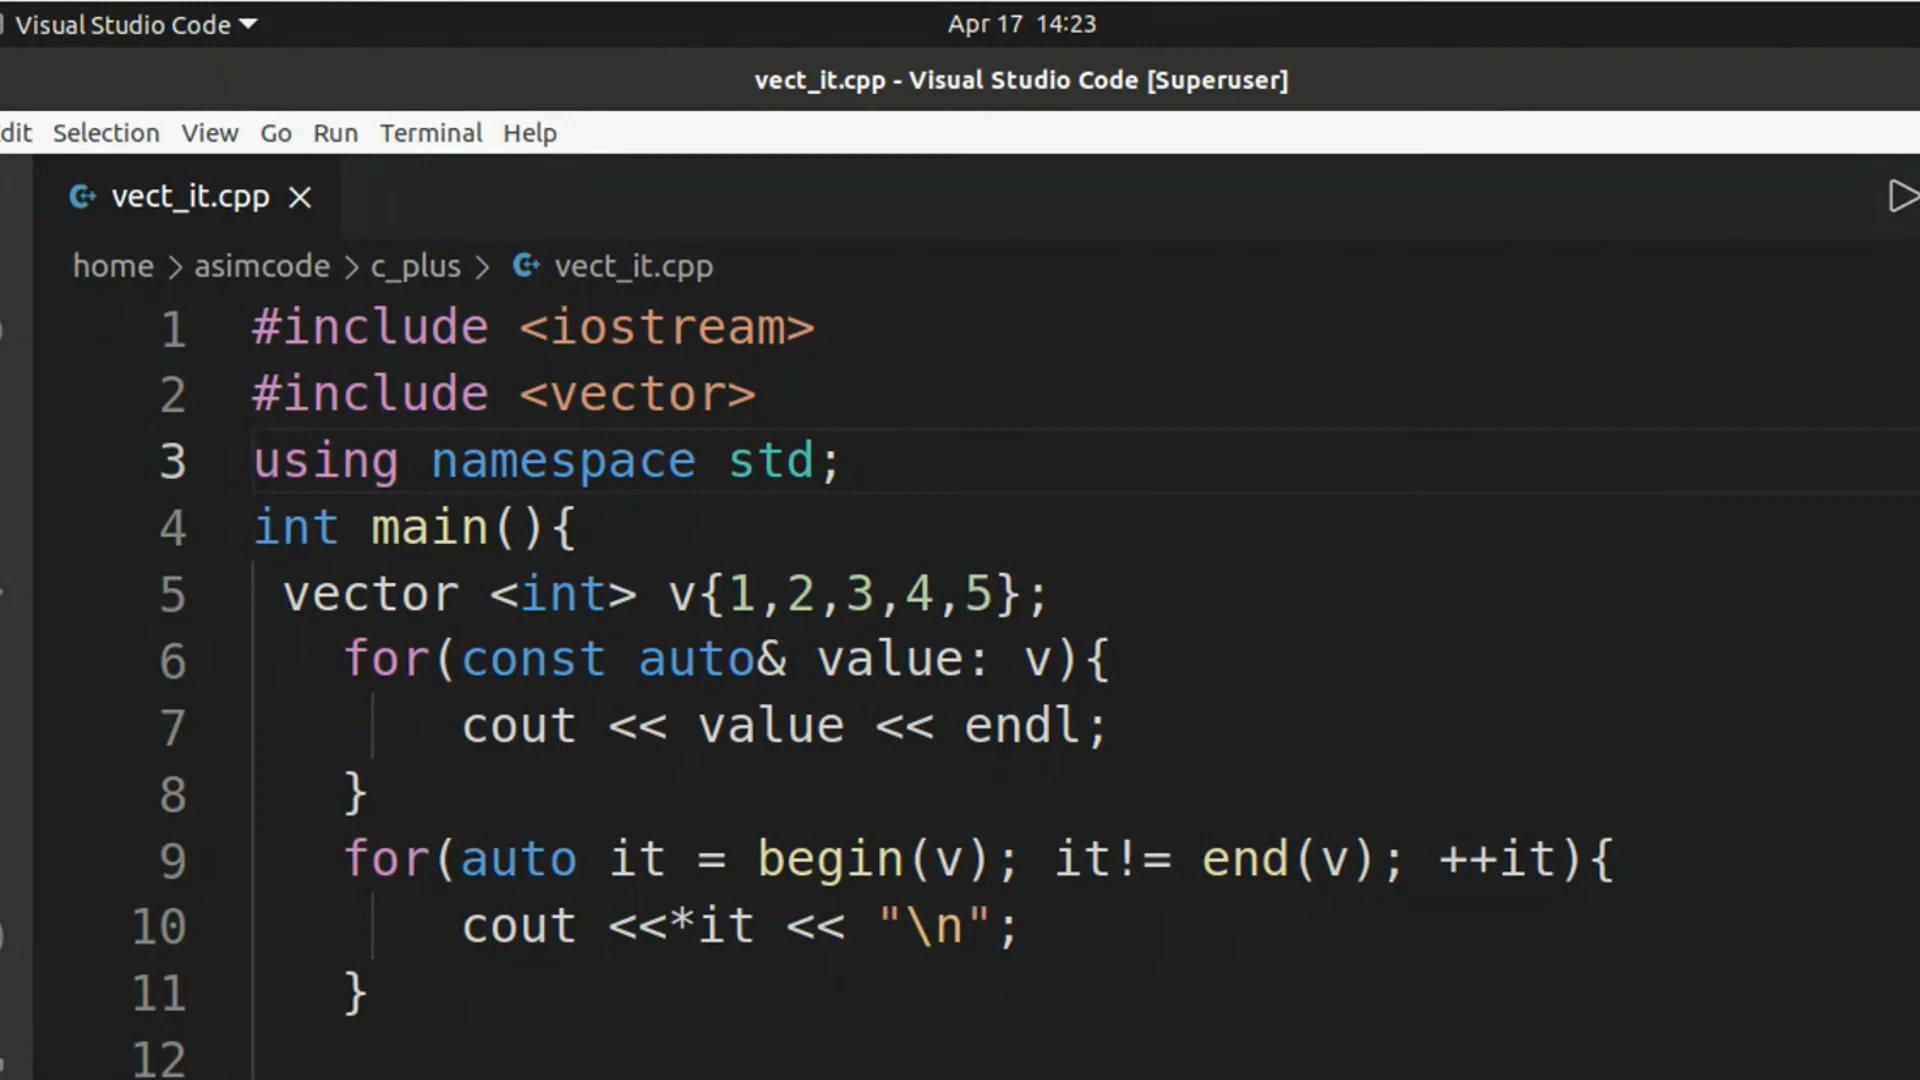 Visual Studio Code
Apr 17 14:23
vect_it.cpp - Visual Studio Code [Superuser]
dit Selection View Go Run Terminal Help
vect_it.cpp
home > asimcode > c_plus > vect_it.cpp
1 #include <iostream>
2 #include <vector>
3 using namespace std;
4 int main(){
5 vector <int> v{1,2,3,4,5};
6 for(const auto& value: v){
7 cout << value << endl;
8 }
9 for(auto it = begin(v); it!= end(v); ++it){
10 cout <<*it << "\n";
11 }
12